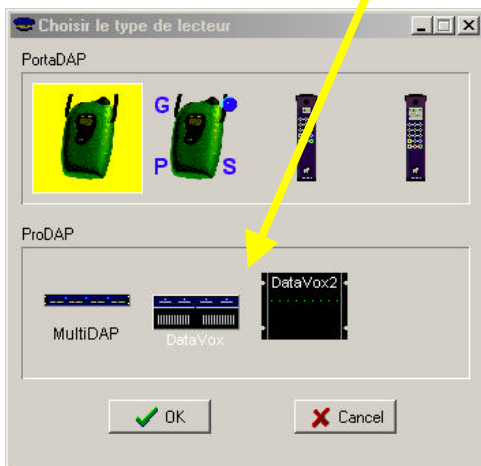 Choisir le type de lecteur
PortaDAP
G
P S
ProDAP
MultiDAP
DataVox
DataVox2
OK
Cancel